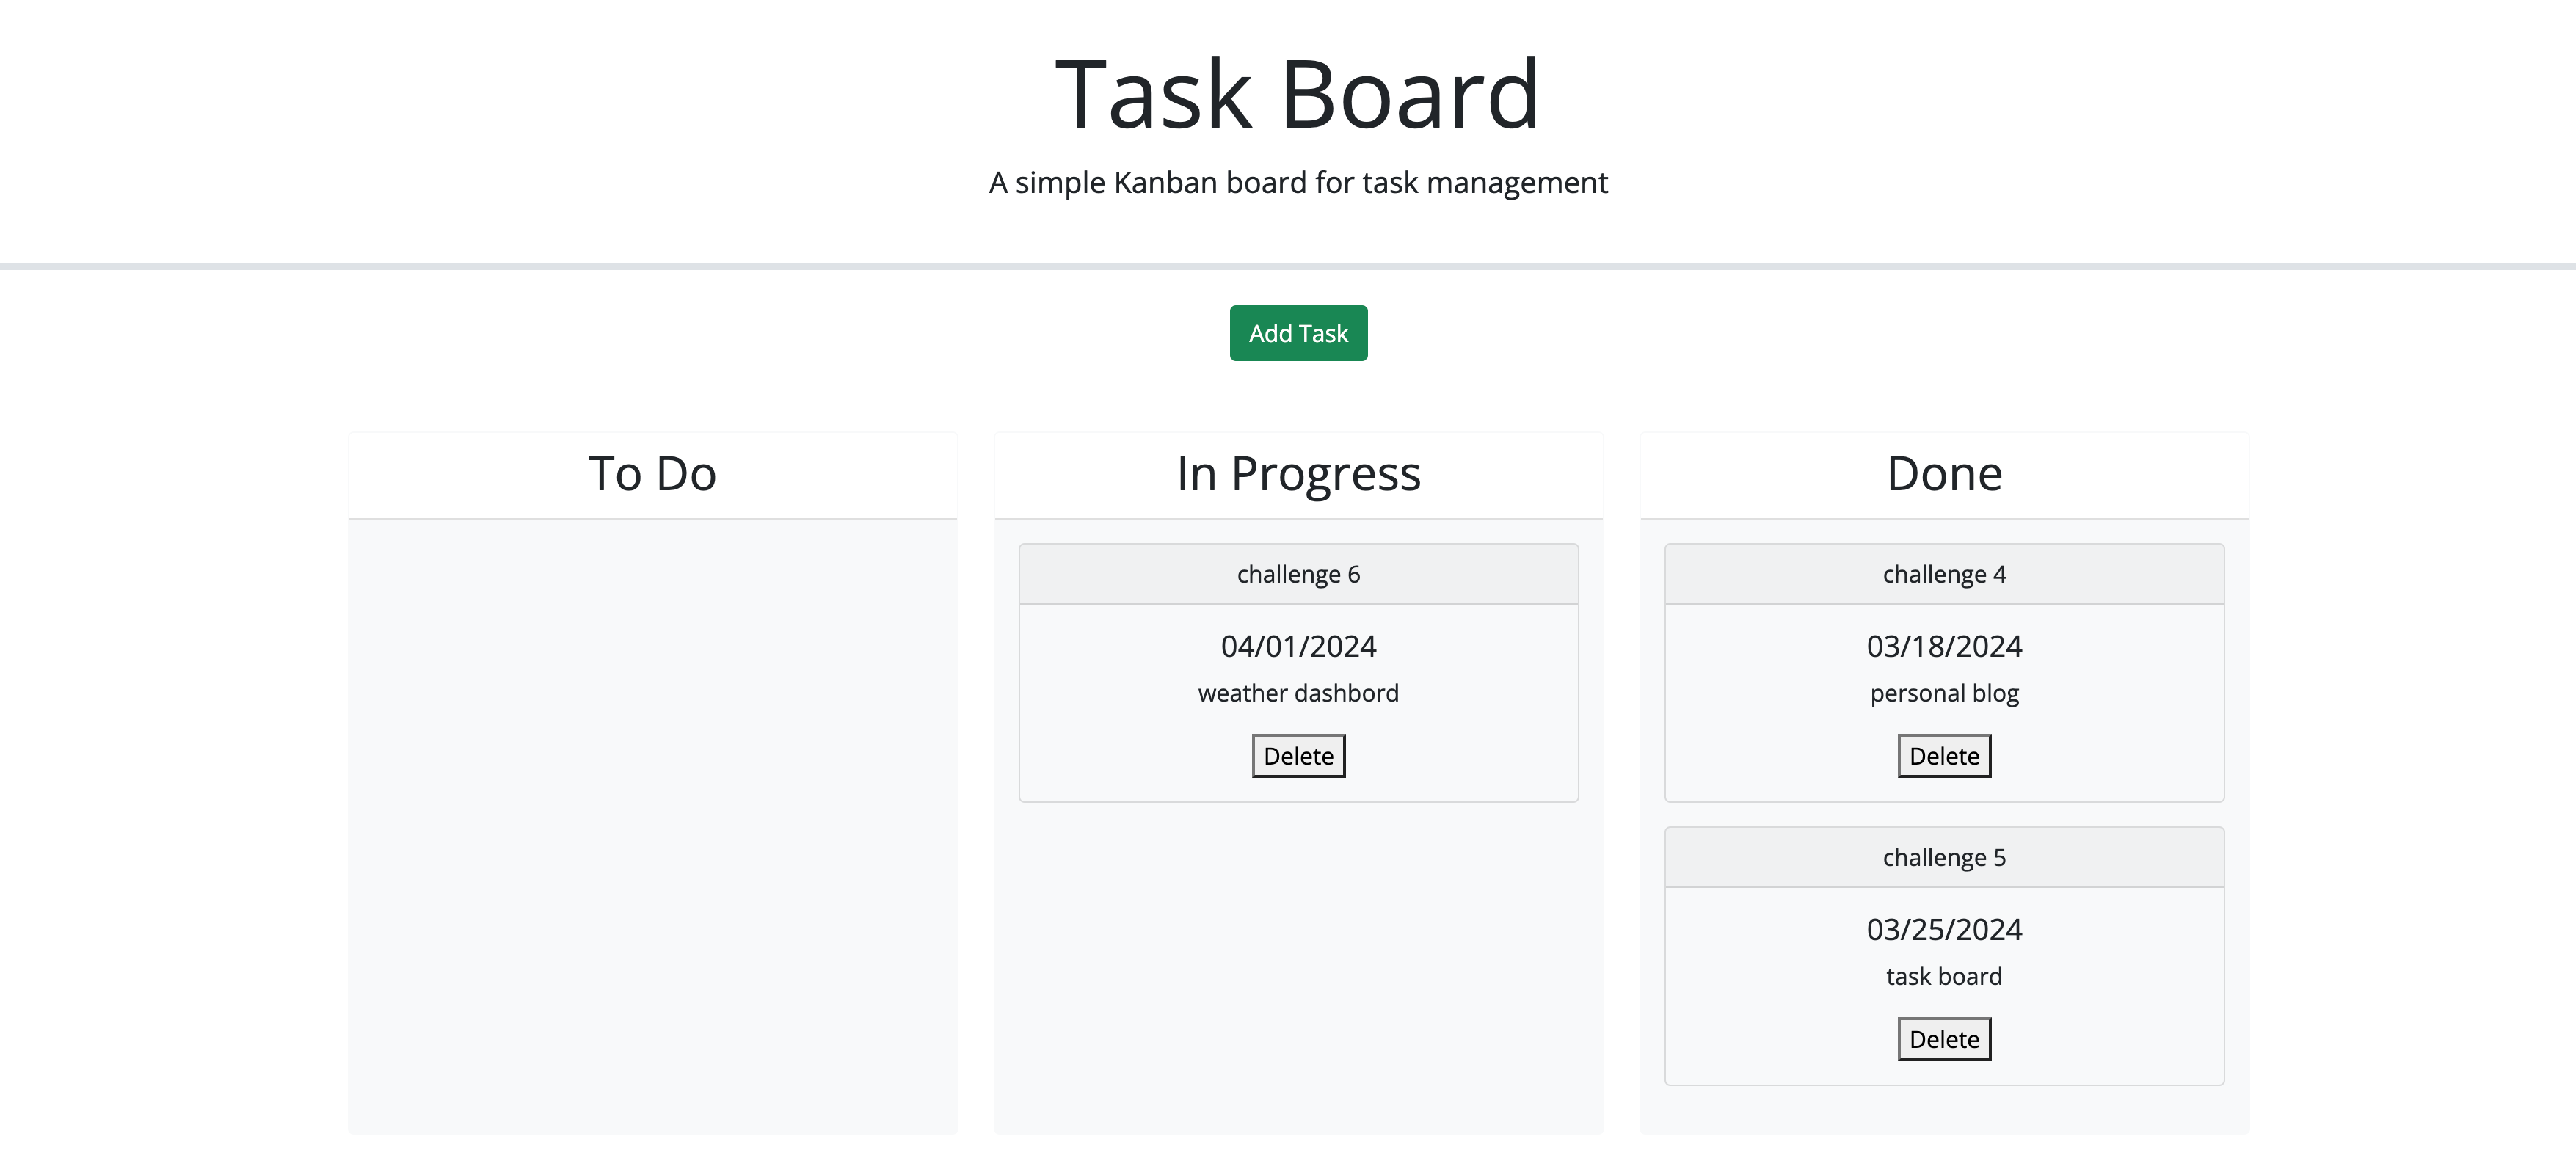 Task Board
A simple Kanban board for task management
Add Task
To Do
In Progress
challenge 6
04/01/2024
weather dashbord
Delete
Done
challenge 4
03/18/2024
personal blog
Delete
challenge 5
03/25/2024
task board
Delete